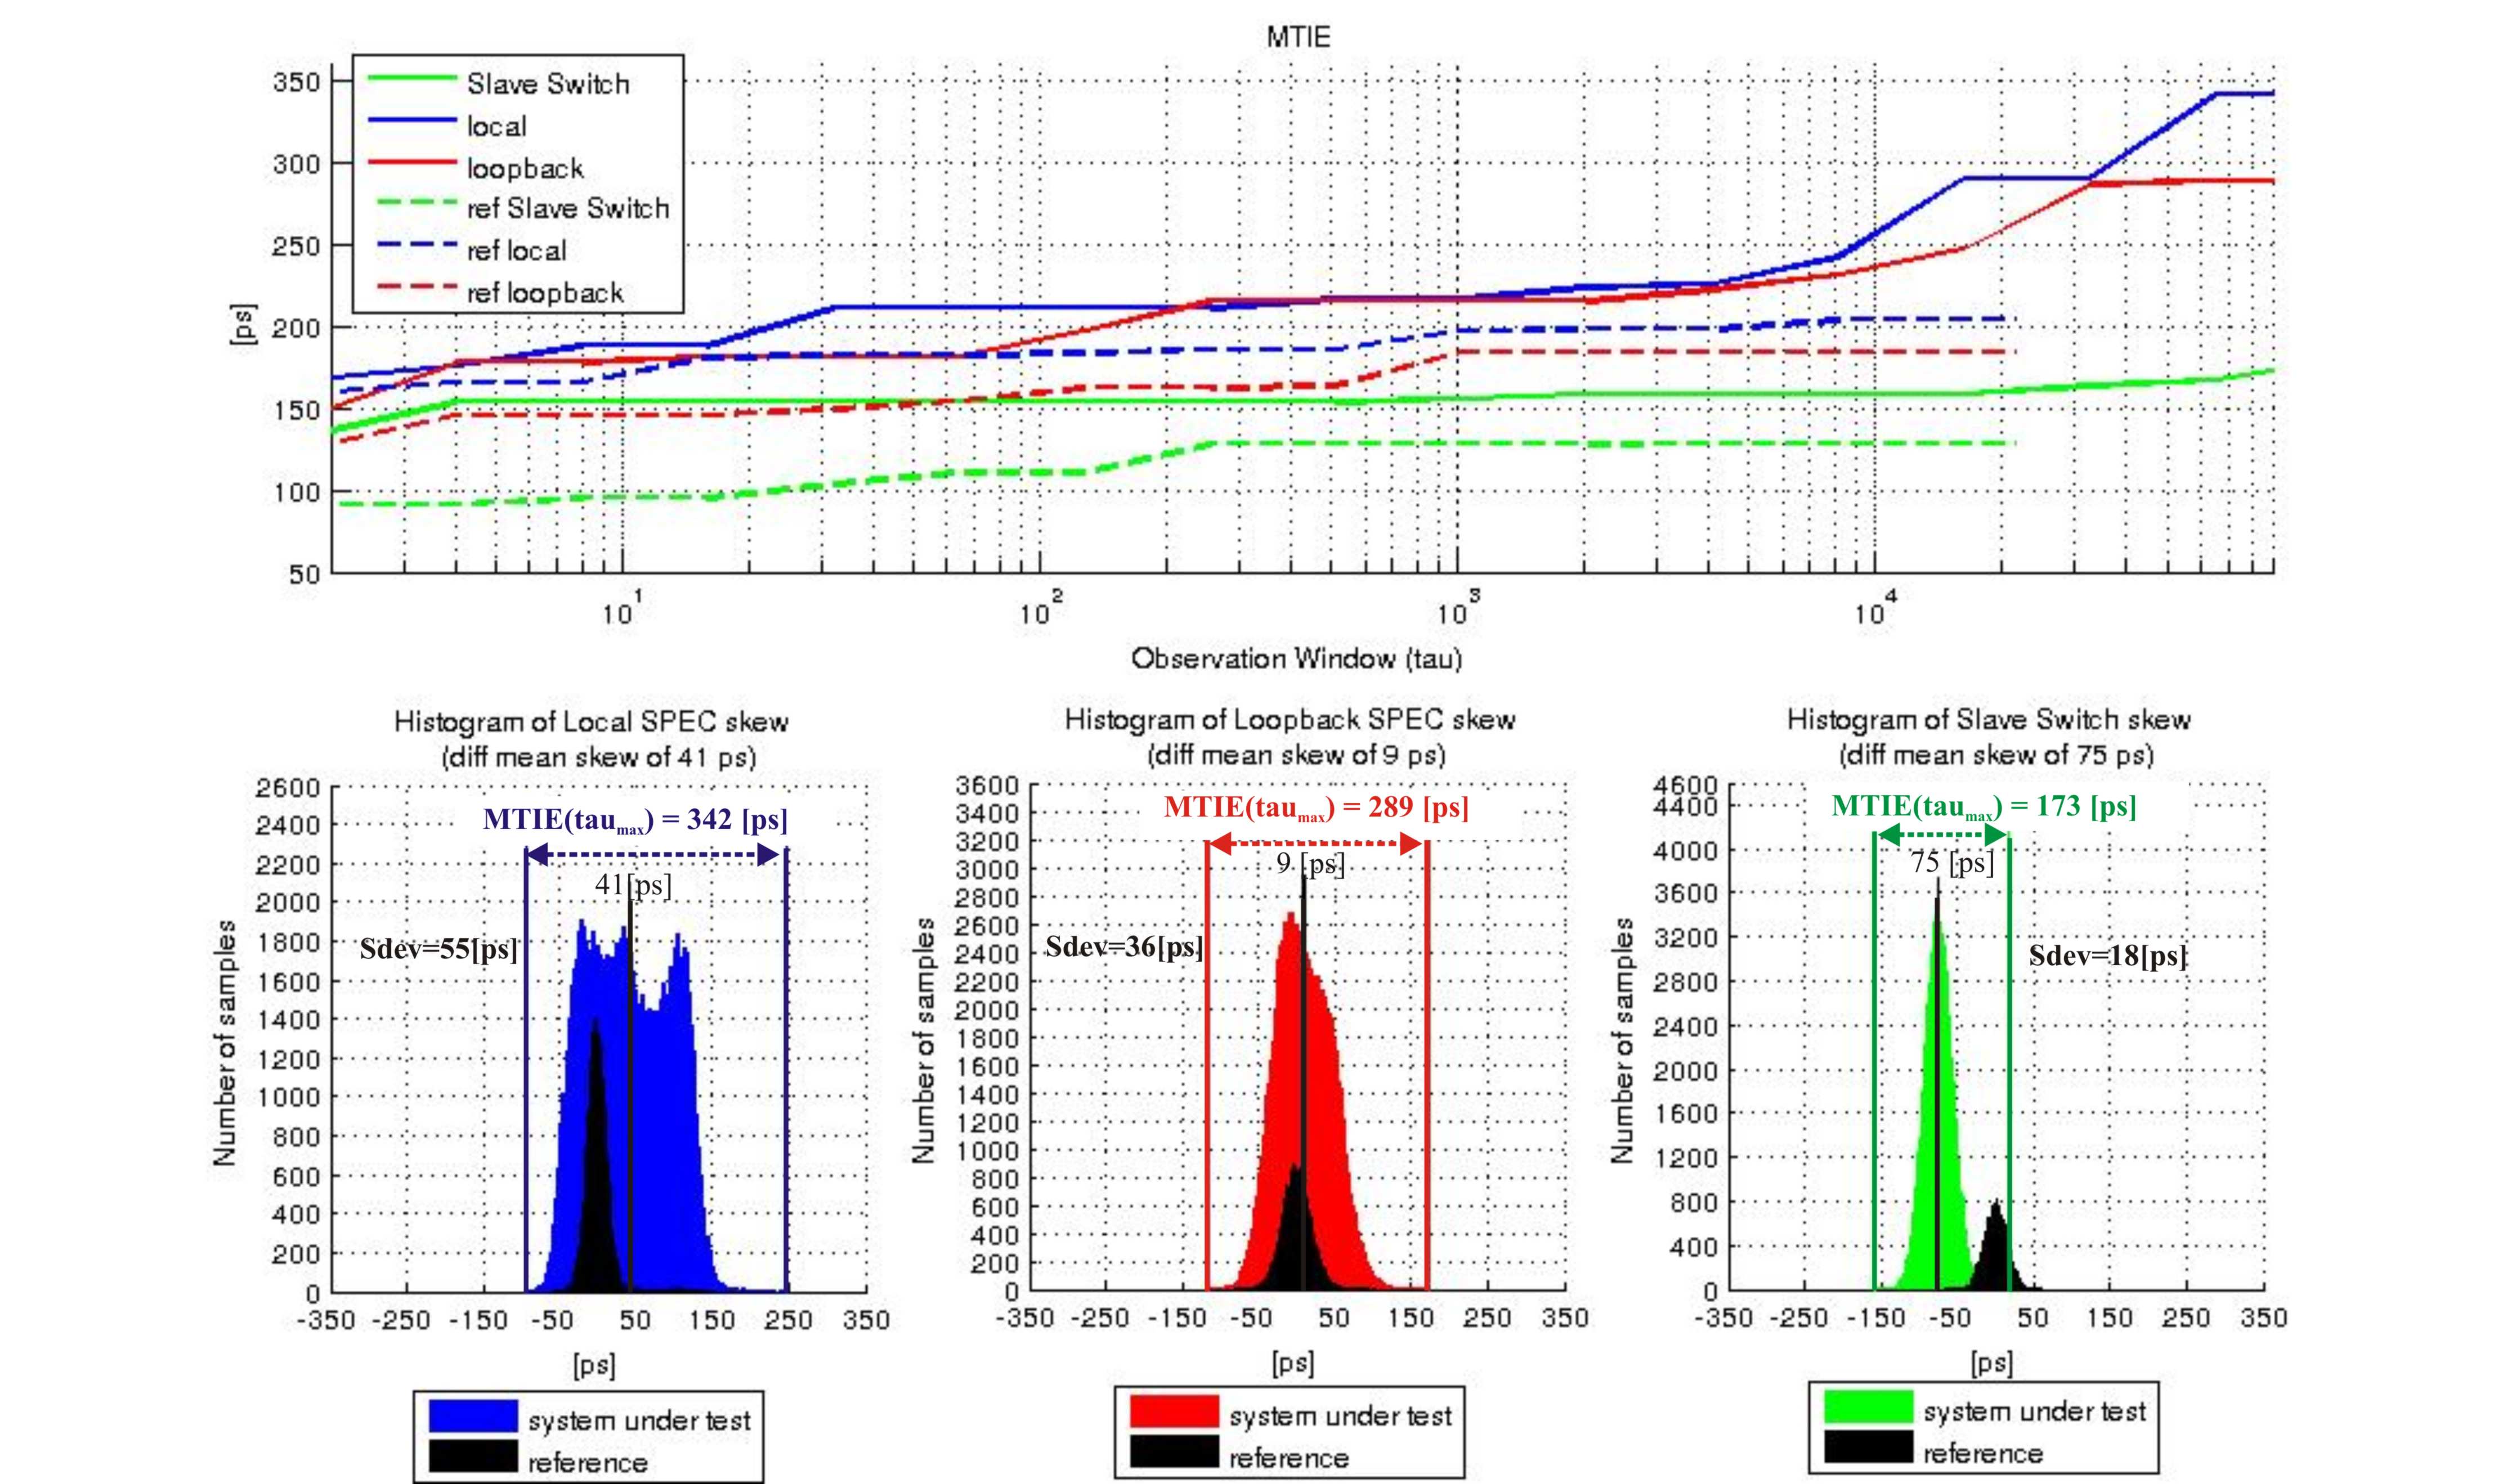 MTIE
350
300
250
200
150
100
50
[ps]
Slave Switch
local
loopback
ref Slave Switch
ref local
ref loopback
10^1
10^2
10^3
10^4
Observation Window (tau)
Histogram of Local SPEC skew
(diff mean skew of 41 ps)
2600
2400
2200
2000
1800
1600
1400
1200
1000
800
600
400
200
0
Number of samples
MTIE(tau_max) = 342 [ps]
41[ps]
Sdev=55[ps]
-350 -250 -150 -50 50 150 250 350
[ps]
system under test
reference
Histogram of Loopback SPEC skew
(diff mean skew of 9 ps)
3600
3400
3200
3000
2800
2600
2400
2200
2000
1800
1600
1400
1200
1000
800
600
400
200
0
Number of samples
MTIE(tau_max) = 289 [ps]
9 [ps]
Sdev=36[ps]
-350 -250 -150 -50 50 150 250 350
[ps]
system under test
reference
Histogram of Slave Switch skew
(diff mean skew of 75 ps)
4600
4400
4000
3600
3200
2800
2400
2000
1600
1200
800
400
0
Number of samples
MTIE(tau_max) = 173 [ps]
75 [ps]
Sdev=18[ps]
-350 -250 -150 -50 50 150 250 350
[ps]
system under test
reference